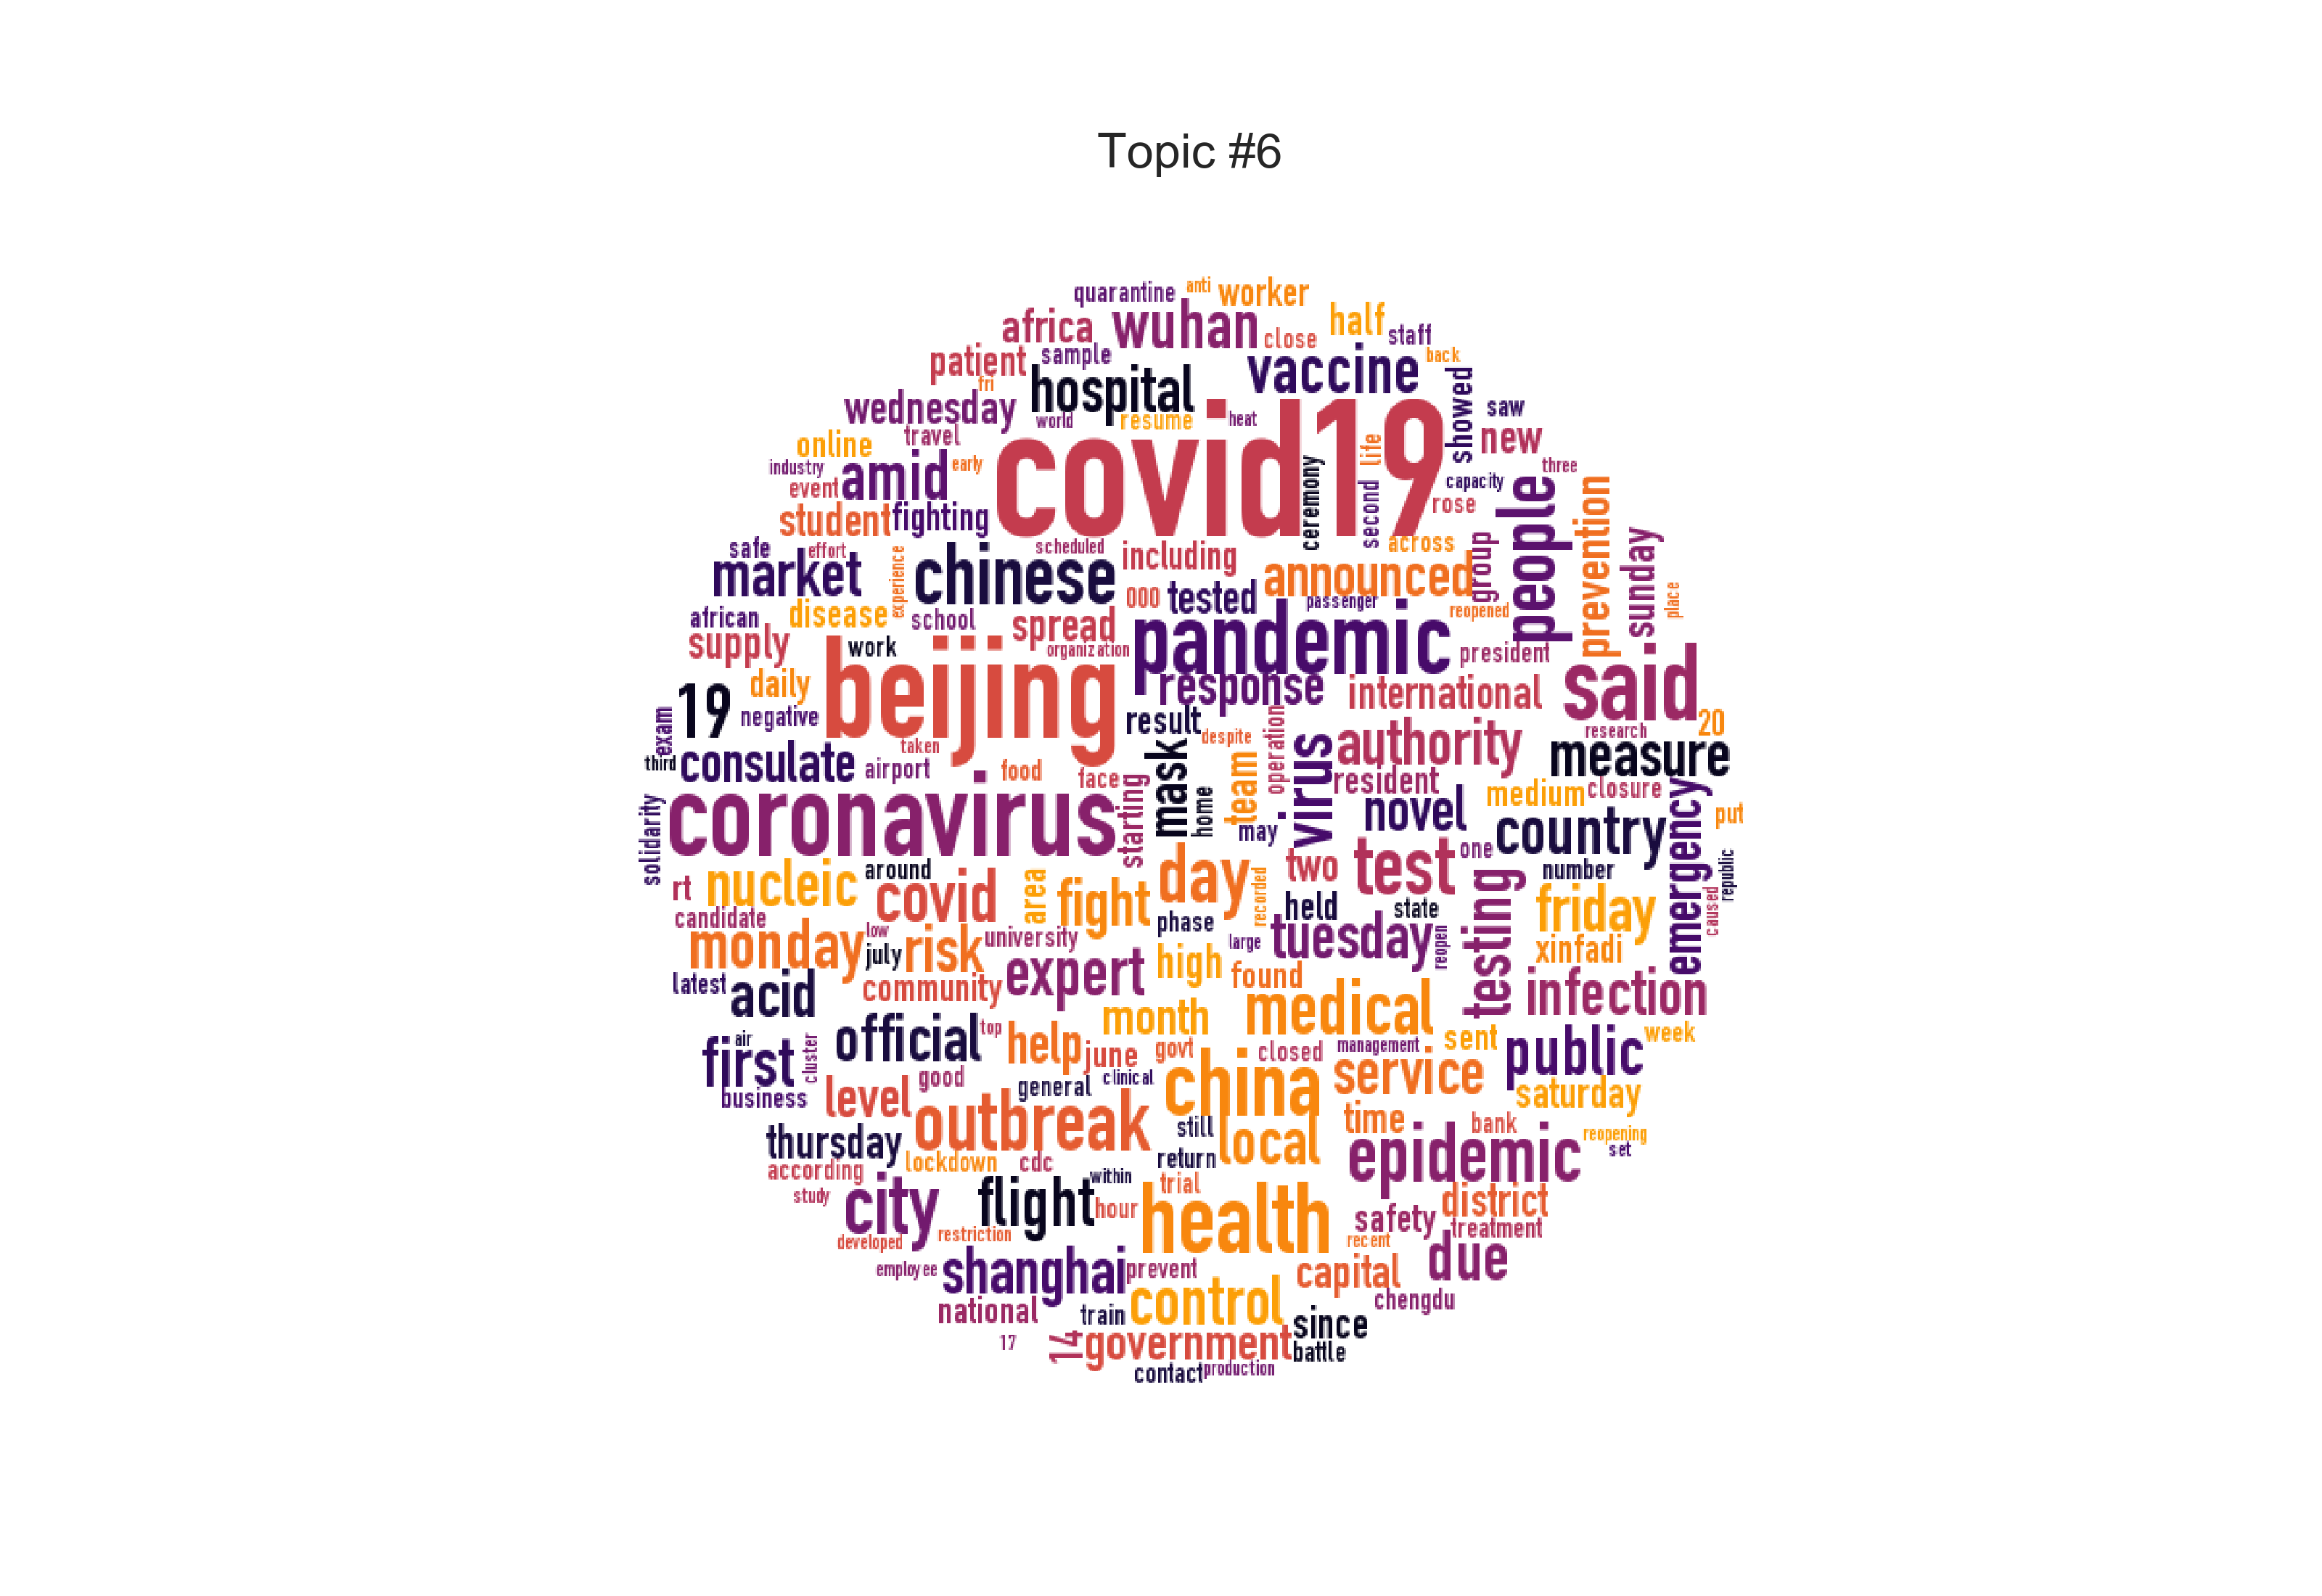 Topic #6
quarantine anti worker
africa wuhan close half staff
patient sample hospital vaccine back
fri
wednesday world resume heat showed saw
online travel covid19 life new
industry amid early ceremony three
event second capacity people
student fighting rose prevention
safe effort scheduled including across group sunday
market experience chinese announced place
000 tested passenger reopened
african disease school spread pandemic
supply work organization president said
beijing response international
daily
19 negative result 20
exam taken despite operation authority research
third consulate airport food face mask team virus resident measure
starting home medium closure
solidarity coronavirus may novel country emergency put
around day two test one number republic
rt nucleic covid area fight recorded held testing friday caused
candidate phase state
monday low university large tuesday reopen xinfadi
july risk
latest acid community expert high found infection
month medical
official top help sent week
air june govt closed management public
first cluster good general clinical china service
business level saturday
outbreak still local time bank reopening
thursday return epidemic set
according lockdown cdc within trial
study city flight hour health safety district
treatment
developed restriction recent due
employee shanghai prevent capital
national train control chengdu
17 14 government since
battle
contact production